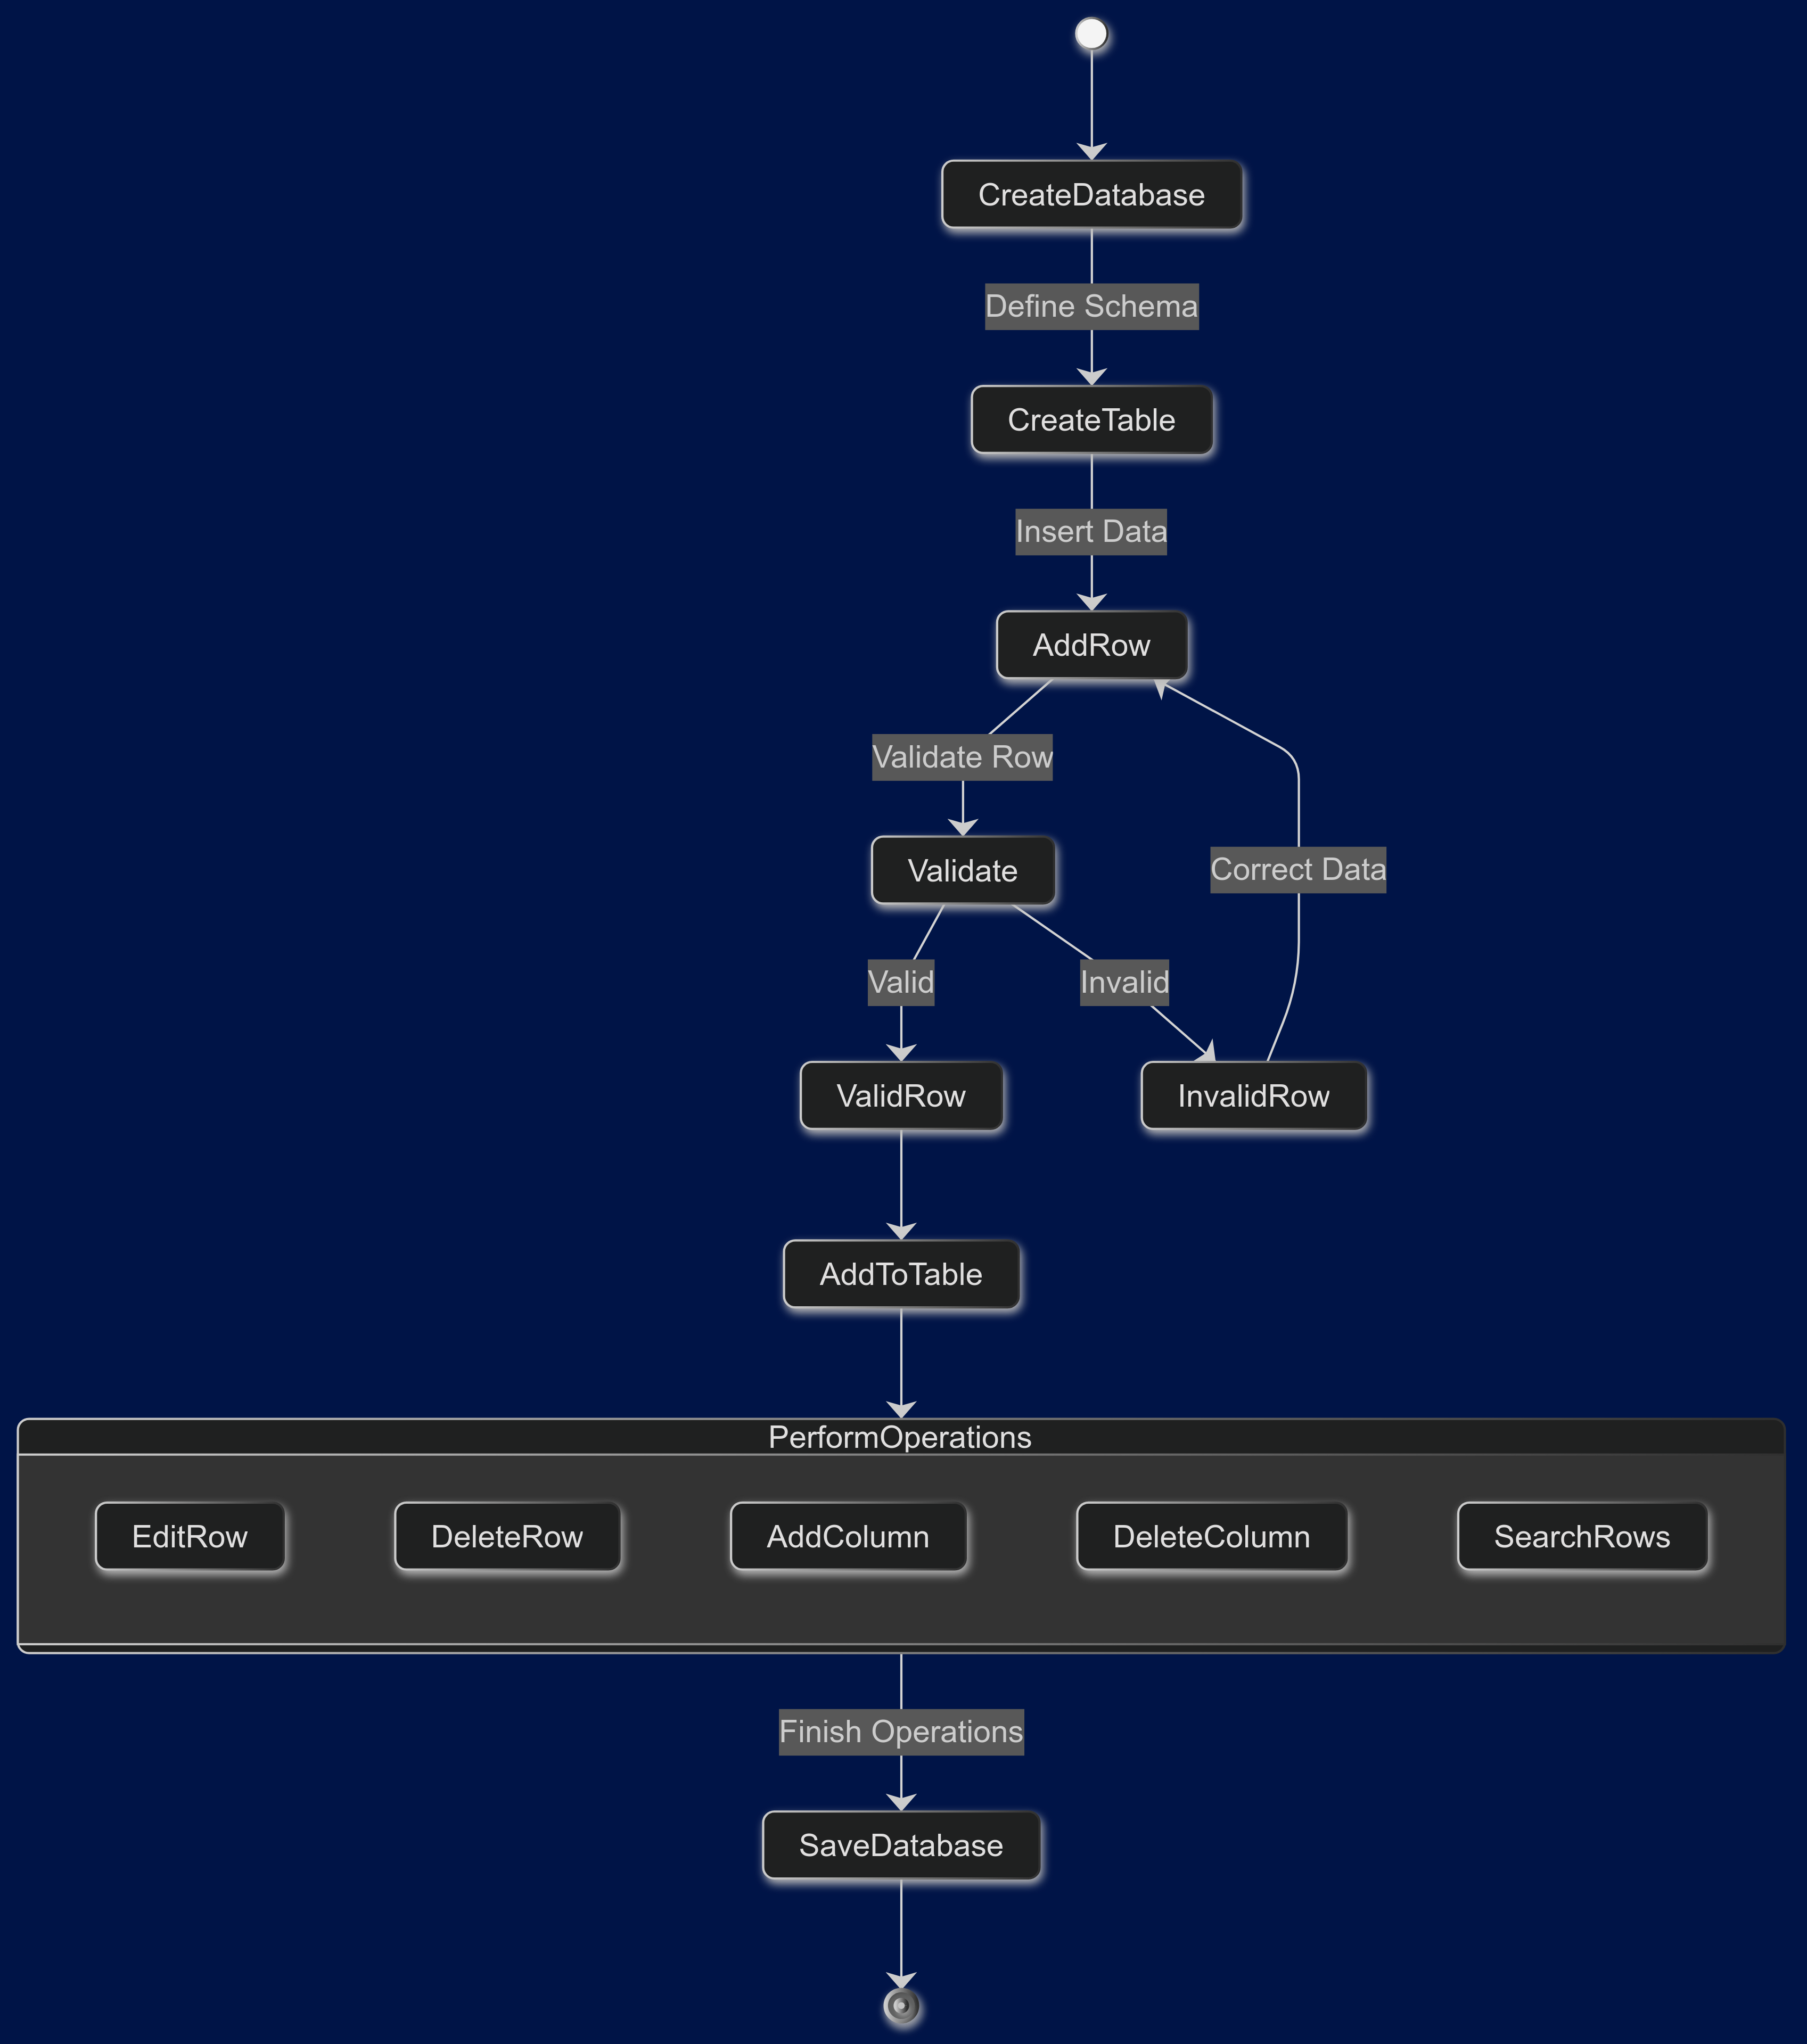 CreateDatabase
Define Schema
CreateTable
Insert Data
AddRow
Validate Row
Validate
Correct Data
Valid
Invalid
ValidRow
InvalidRow
AddToTable
PerformOperations
EditRow
DeleteRow
AddColumn
DeleteColumn
SearchRows
Finish Operations
SaveDatabase